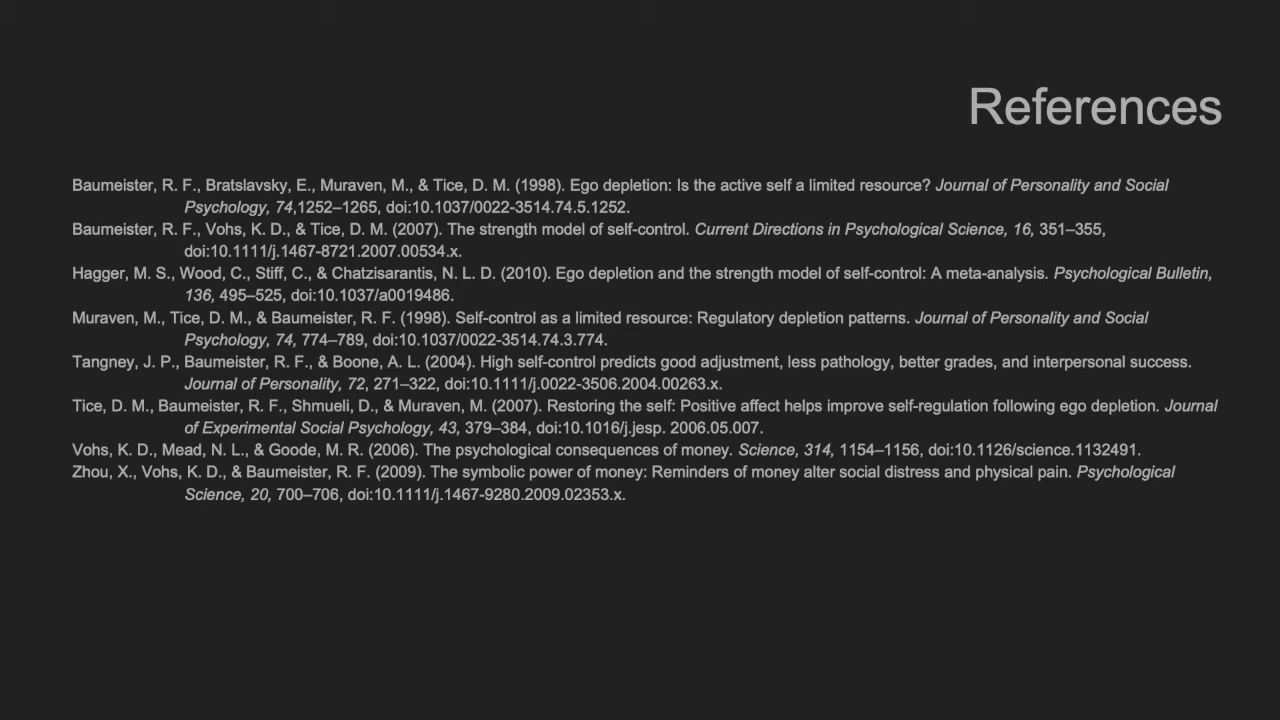 References
Baumeister, R. F., Bratslavsky, E., Muraven, M., & Tice, D. M. (1998). Ego depletion: Is the active self a limited resource? Journal of Personality and Social
Psychology, 74,1252–1265, doi:10.1037/0022-3514.74.5.1252.
Baumeister, R. F., Vohs, K. D., & Tice, D. M. (2007). The strength model of self-control. Current Directions in Psychological Science, 16, 351–355,
doi:10.1111/j.1467-8721.2007.00534.x.
Hagger, M. S., Wood, C., Stiff, C., & Chatzisarantis, N. L. D. (2010). Ego depletion and the strength model of self-control: A meta-analysis. Psychological Bulletin,
136, 495–525, doi:10.1037/a0019486.
Muraven, M., Tice, D. M., & Baumeister, R. F. (1998). Self-control as a limited resource: Regulatory depletion patterns. Journal of Personality and Social
Psychology, 74, 774–789, doi:10.1037/0022-3514.74.3.774.
Tangney, J. P., Baumeister, R. F., & Boone, A. L. (2004). High self-control predicts good adjustment, less pathology, better grades, and interpersonal success.
Journal of Personality, 72, 271–322, doi:10.1111/j.0022-3506.2004.00263.x.
Tice, D. M., Baumeister, R. F., Shmueli, D., & Muraven, M. (2007). Restoring the self: Positive affect helps improve self-regulation following ego depletion. Journal
of Experimental Social Psychology, 43, 379–384, doi:10.1016/j.jesp. 2006.05.007.
Vohs, K. D., Mead, N. L., & Goode, M. R. (2006). The psychological consequences of money. Science, 314, 1154–1156, doi:10.1126/science.1132491.
Zhou, X., Vohs, K. D., & Baumeister, R. F. (2009). The symbolic power of money: Reminders of money alter social distress and physical pain. Psychological
Science, 20, 700–706, doi:10.1111/j.1467-9280.2009.02353.x.